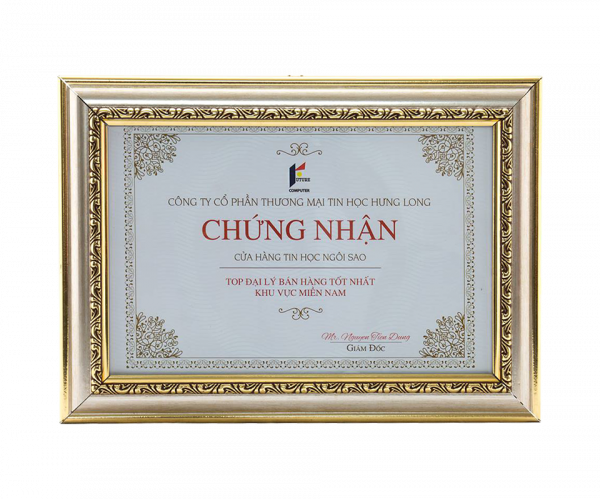 FUTURE
COMPUTER
CÔNG TY CỔ PHẦN THƯƠNG MẠI TIN HỌC HƯNG LONG
CHỨNG NHẬN
CỬA HÀNG TIN HỌC NGÔI SAO
TOP ĐẠI LÝ BÁN HÀNG TỐT NHẤT
KHU VỰC MIỀN NAM
Mr. Nguyen Tien Dung
GIÁM ĐỐC